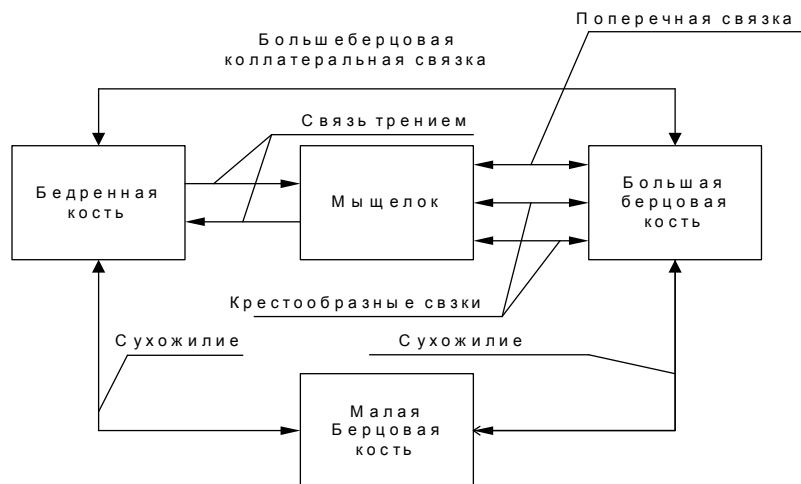 Поперечная связка
Большеберцовая
коллатеральная связка
Связь трением
Бедренная
кость
Мыщелок
Большая
берцовая
кость
Крестообразные свзки
Сухожилие
Сухожилие
Малая
Берцовая
кость